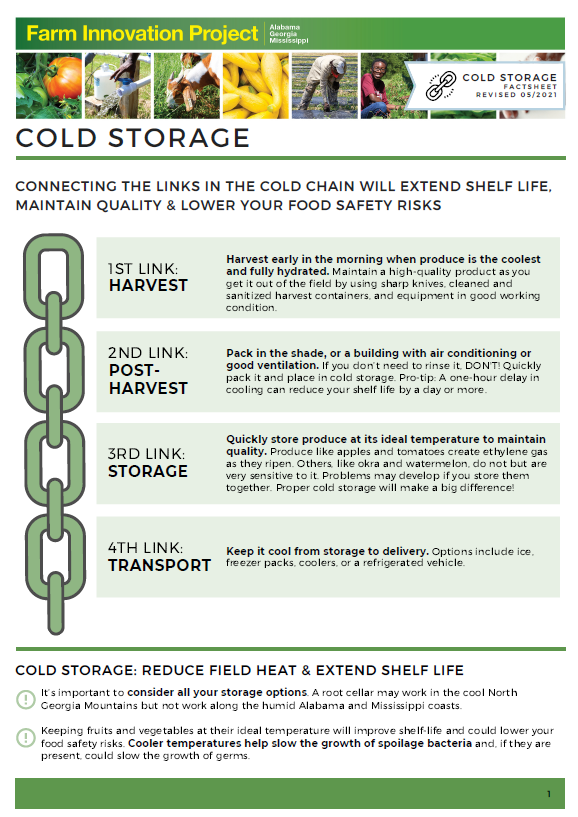 Farm Innovation Project
Alabama
Georgia
Mississippi
COLD STORAGE
FACTSHEET
REVISED 05/2021
COLD STORAGE
CONNECTING THE LINKS IN THE COLD CHAIN WILL EXTEND SHELF LIFE,
MAINTAIN QUALITY & LOWER YOUR FOOD SAFETY RISKS
1ST LINK:
HARVEST
Harvest early in the morning when produce is the coolest
and fully hydrated. Maintain a high-quality product as you
get it out of the field by using sharp knives, cleaned and
sanitized harvest containers, and equipment in good working
condition.
2ND LINK:
POST-
HARVEST
Pack in the shade, or a building with air conditioning or
good ventilation. If you don't need to rinse it, DON'T! Quickly
pack it and place in cold storage. Pro-tip: A one-hour delay in
cooling can reduce your shelf life by a day or more.
3RD LINK:
STORAGE
Quickly store produce at its ideal temperature to maintain
quality. Produce like apples and tomatoes create ethylene gas
as they ripen. Others, like okra and watermelon, do not but are
very sensitive to it. Problems may develop if you store them
together. Proper cold storage will make a big difference!
4TH LINK:
TRANSPORT
Keep it cool from storage to delivery. Options include ice,
freezer packs, coolers, or a refrigerated vehicle.
COLD STORAGE: REDUCE FIELD HEAT & EXTEND SHELF LIFE
It's important to consider all your storage options. A root cellar may work in the cool North
Georgia Mountains but not work along the humid Alabama and Mississippi coasts.
Keeping fruits and vegetables at their ideal temperature will improve shelf-life and could lower your
food safety risks. Cooler temperatures help slow the growth of spoilage bacteria and, if they are
present, could slow the growth of germs.
1